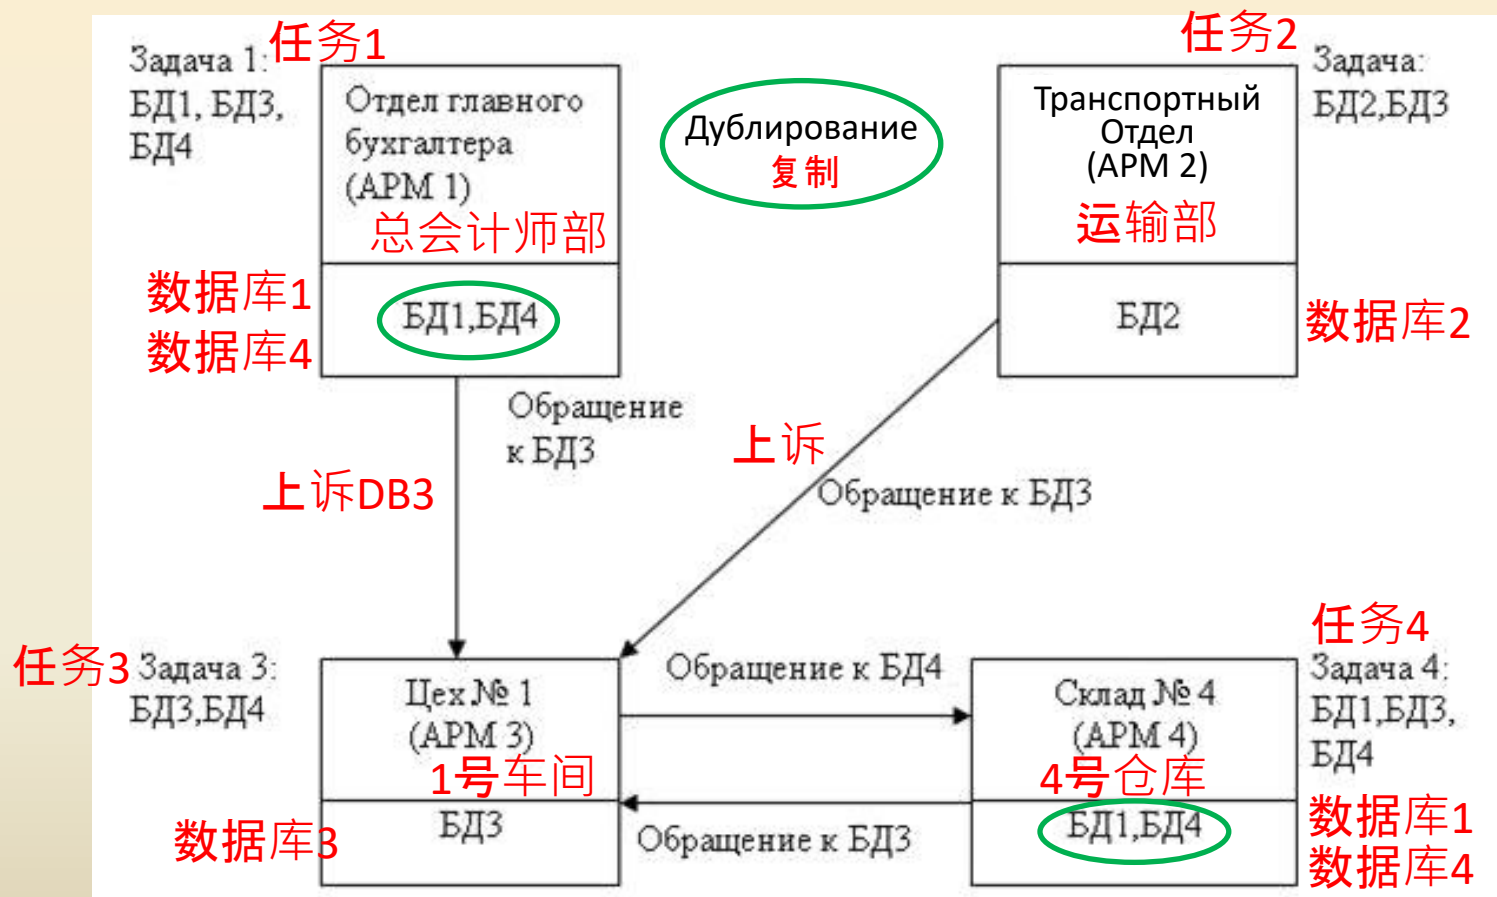 Задача 1:
БД1, БД3,
БД4
任务1
Отдел главного
бухгалтера
(АРМ 1)
总会计师部
数据库1
数据库4
БД1,БД4
Дублирование
复制
任务2
Задача:
БД2,БД3
Транспортный
Отдел
(АРМ 2)
运输部
БД2
数据库2
Обращение
к БД3
上诉DB3
上诉
Обращение к БД3
任务3
Задача 3:
БД3,БД4
Цех № 1
(АРМ 3)
1号车间
数据库3
БД3
Обращение к БД4
Обращение к БД3
任务4
Задача 4:
БД1,БД3,
БД4
Склад № 4
(АРМ 4)
4号仓库
БД1,БД4
数据库1
数据库4